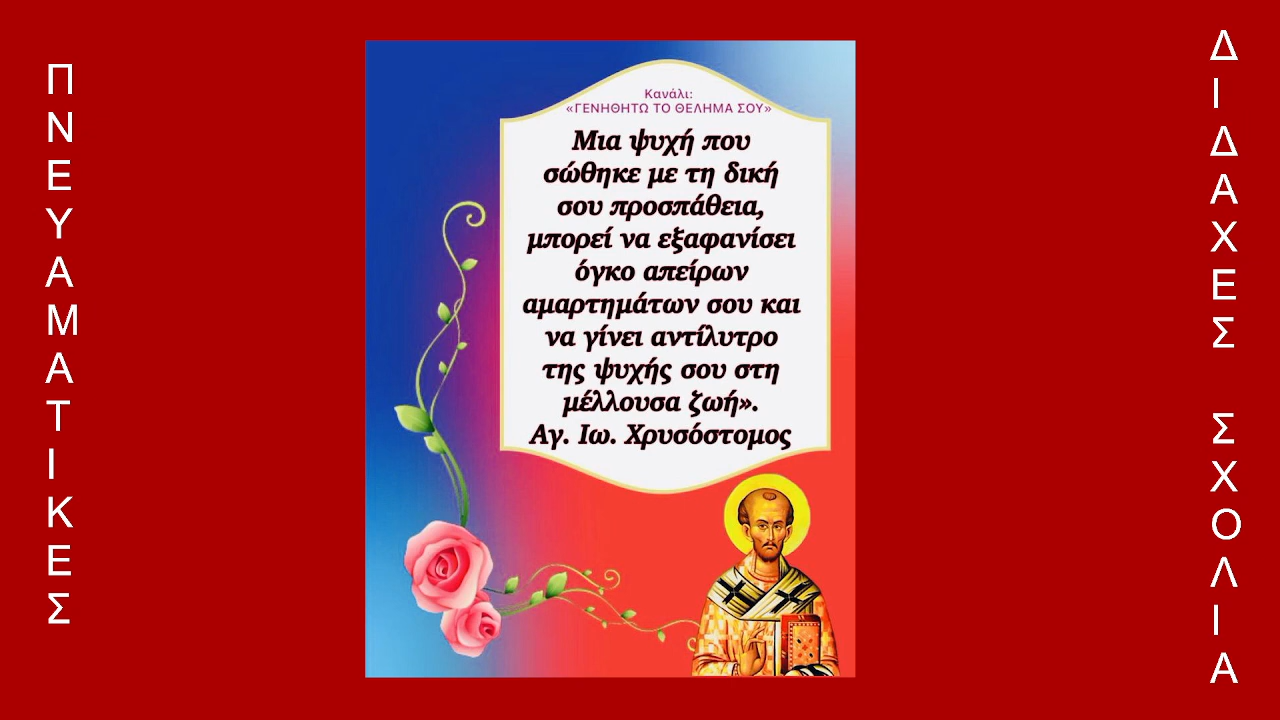 ΠΝΕΥΑΜΑΤΙΚΕΣ
Κανάλι:
«ΓΕΝΗΘΗΤΩ ΤΟ ΘΕΛΗΜΑ ΣΟΥ»
Μια ψυχή που
σώθηκε με τη δική
σου προσπάθεια,
μπορεί να εξαφανίσει
όγκο απείρων
αμαρτημάτων σου και
να γίνει αντίλυτρο
της ψυχής σου στη
μέλλουσα ζωή».
Αγ. Ιω. Χρυσόστομος
ΔΙΔΑΧΕΣ ΣΧΟΛΙΑ